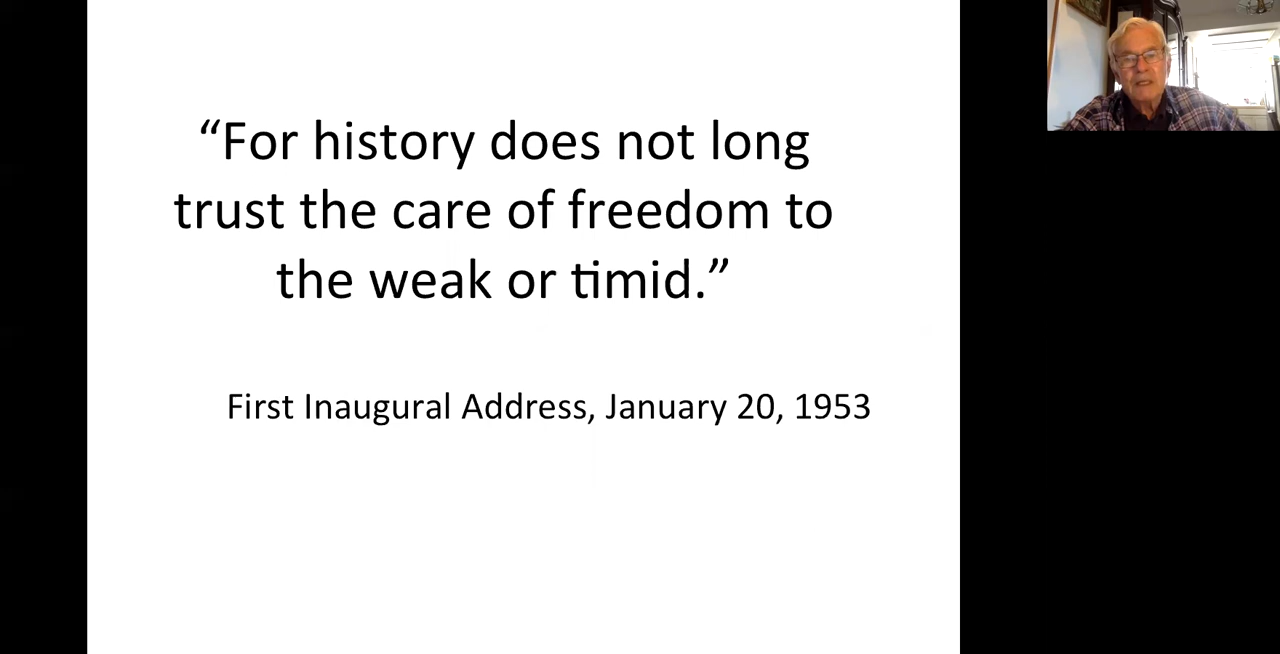 “For history does not long
trust the care of freedom to
the weak or timid.”
First Inaugural Address, January 20, 1953